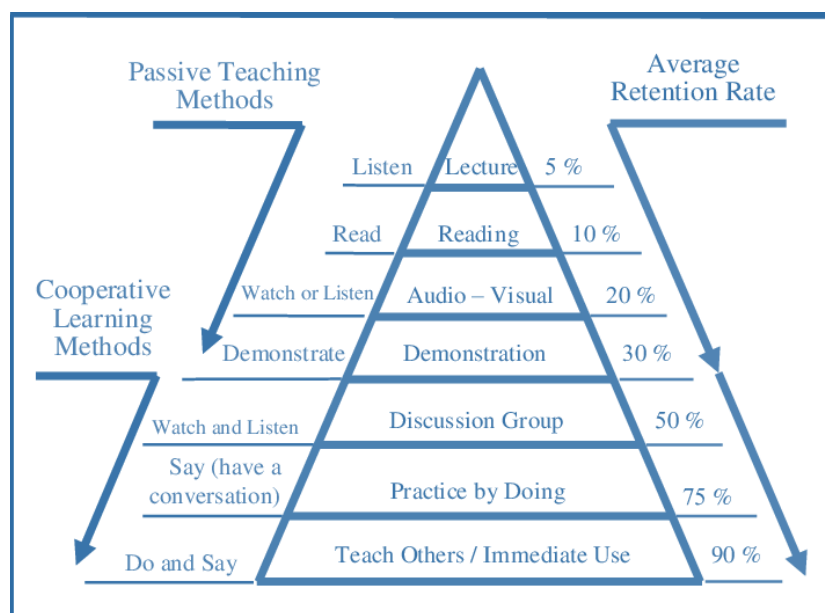 Passive Teaching
Methods
Average
Retention Rate
Listen Lecture 5 %
Read Reading 10 %
Cooperative
Learning
Methods
Watch or Listen Audio – Visual 20 %
Demonstrate Demonstration 30 %
Watch and Listen Discussion Group 50 %
Say (have a
conversation) Practice by Doing 75 %
Do and Say Teach Others / Immediate Use 90 %